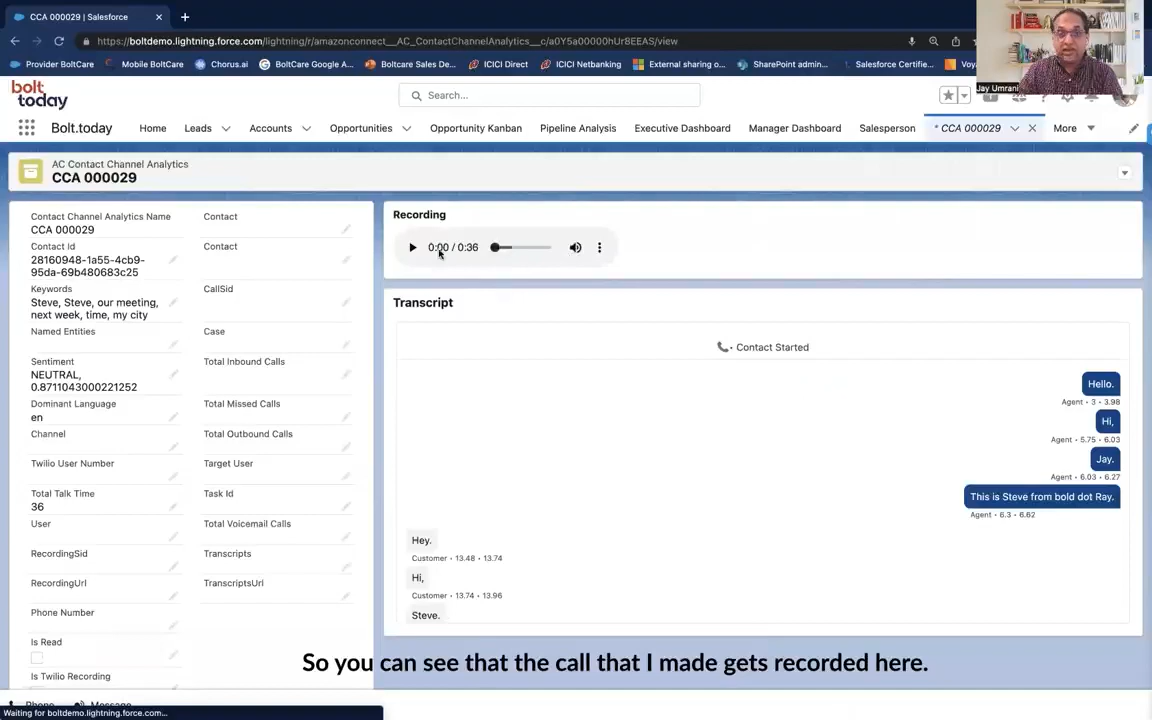 CCA 000029 | Salesforce
https://boltdemo.lightning.force.com/lightning/r/amazonconnect__AC_ContactChannelAnalytics__c/a0Y5a00000hUr8EEAS/view
Provider BoltCare
Mobile BoltCare
Chorus.ai
BoltCare Google A...
Boltcare Sales De...
ICICI Direct
ICICI Netbanking
External sharing o...
SharePoint admin...
Salesforce Certifie...
Jay Umrani
bolt
today
Search...
Bolt.today
Home
Leads
Accounts
Opportunities
Opportunity Kanban
Pipeline Analysis
Executive Dashboard
Manager Dashboard
Salesperson
* CCA 000029
More
AC Contact Channel Analytics
CCA 000029
Contact Channel Analytics Name
CCA 000029
Contact Id
28160948-1a55-4cb9-
95da-69b480683c25
Keywords
Steve, Steve, our meeting,
next week, time, my city
Named Entities
Sentiment
NEUTRAL,
0.8711043000221252
Dominant Language
en
Channel
Twilio User Number
Total Talk Time
36
User
RecordingSid
RecordingUrl
Phone Number
Is Read
Is Twilio Recording
Contact
Contact
CallSid
Case
Total Inbound Calls
Total Missed Calls
Total Outbound Calls
Target User
Task Id
Total Voicemail Calls
Transcripts
TranscriptsUrl
Recording
0:00 / 0:36
Transcript
• Contact Started
Hello.
Agent • 3 • 3.98
Hi,
Agent • 5.75 • 6.03
Jay.
Agent • 6.03 • 6.27
This is Steve from bold dot Ray.
Agent • 6.3 • 6.62
Hey.
Customer • 13.48 • 13.74
Hi,
Customer • 13.74 • 13.96
Steve.
So you can see that the call that I made gets recorded here.
Phone
Message
Waiting for boltdemo.lightning.force.com...